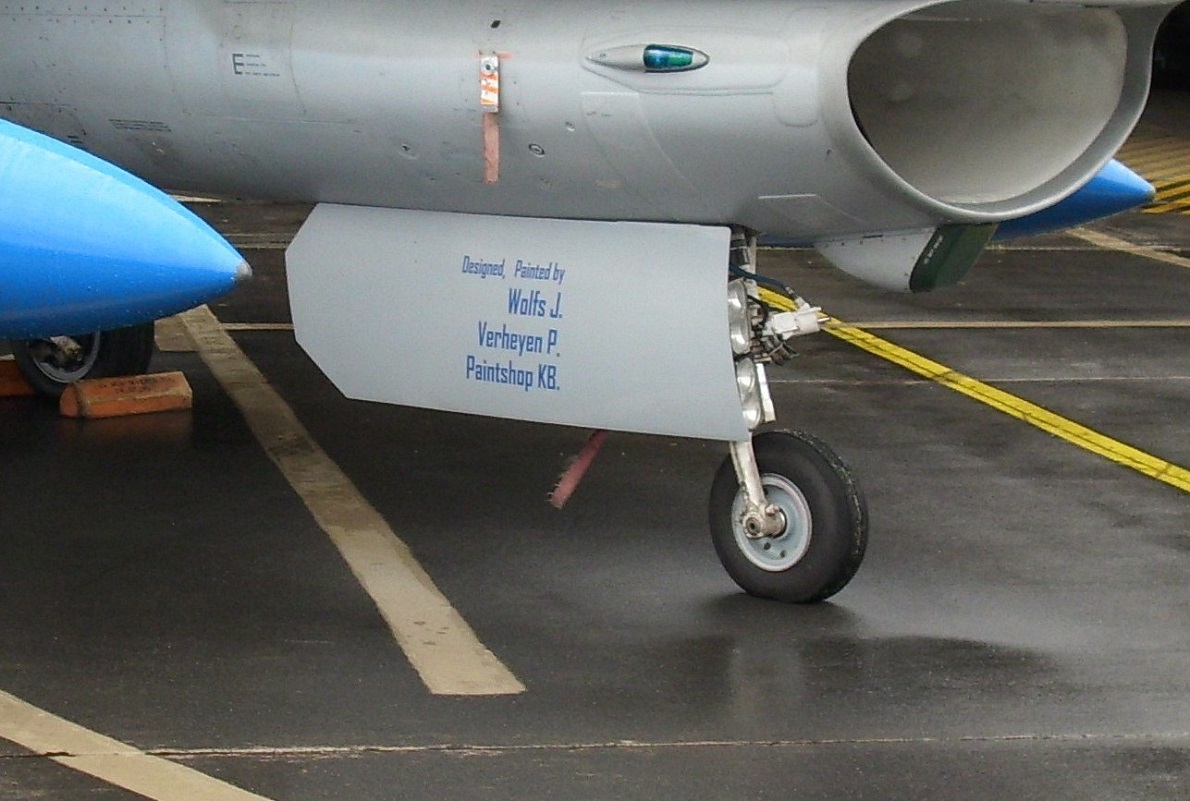 E
Designed, Painted by
Wolfs J.
Verheyen P.
Paintshop KB.